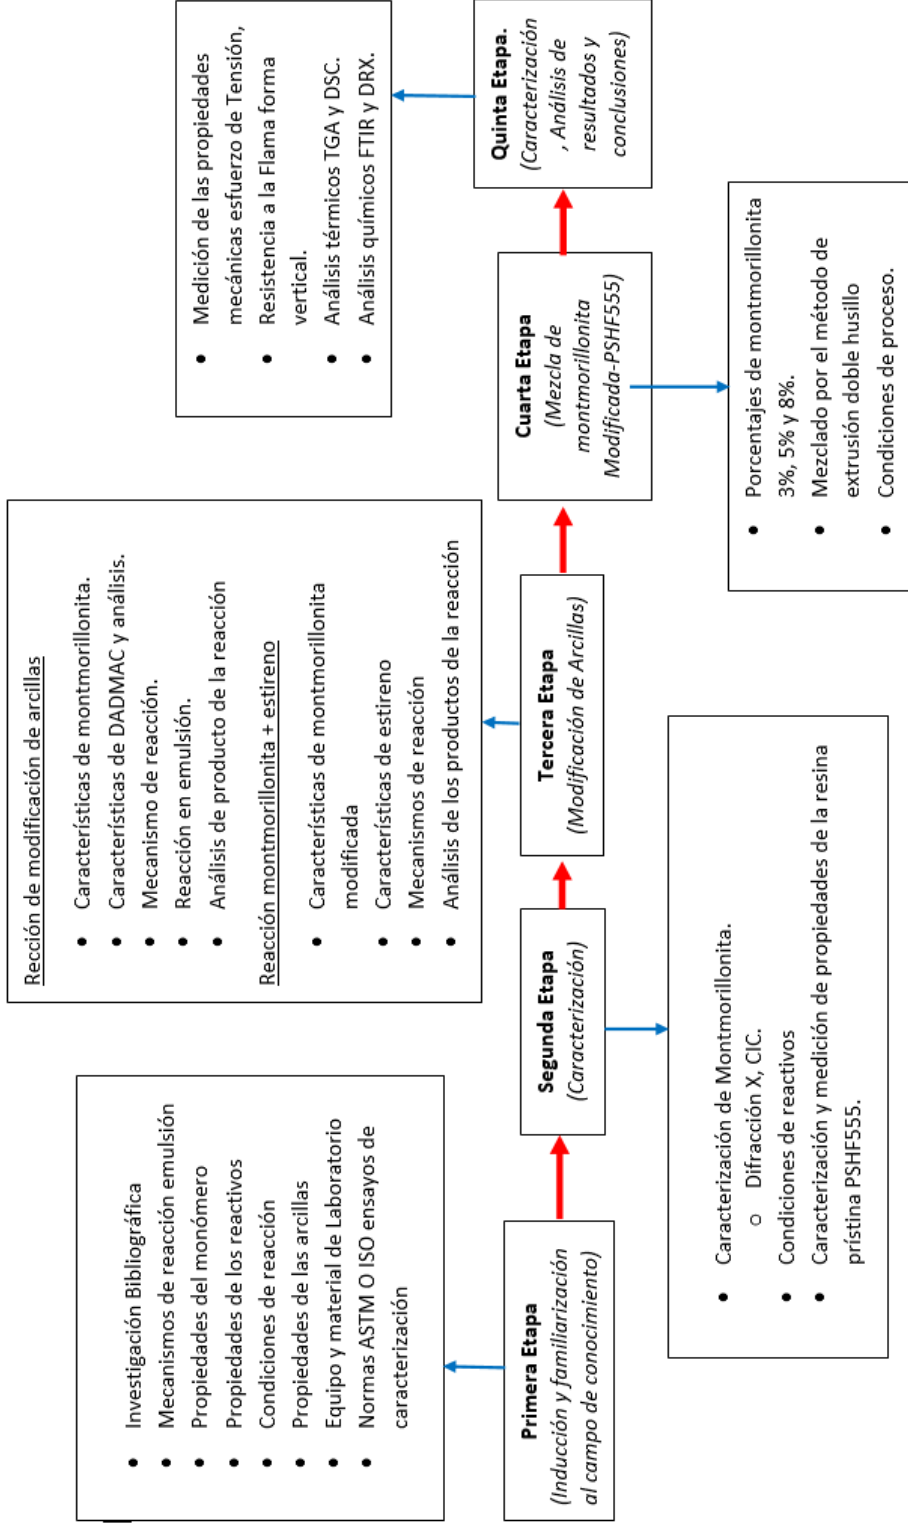 Investigación Bibliográfica
Mecanismos de reacción emulsión
Propiedades del monómero
Propiedades de los reactivos
Condiciones de reacción
Propiedades de las arcillas
Equipo y material de Laboratorio
Normas ASTM O ISO ensayos de
caracterización
Primera Etapa
(Inducción y familiarización
al campo de conocimiento)
Segunda Etapa
(Caracterización)
Caracterización de Montmorillonita.
Difracción X, CIC.
Condiciones de reactivos
Caracterización y medición de propiedades de la resina
prístina PSHF555.
Rección de modificación de arcillas
Características de montmorillonita.
Características de DADMAC y análisis.
Mecanismo de reacción.
Reacción en emulsión.
Análisis de producto de la reacción
Reacción montmorillonita + estireno
Características de montmorillonita
modificada
Características de estireno
Mecanismos de reacción
Análisis de los productos de la reacción
Tercera Etapa
(Modificación de Arcillas)
Cuarta Etapa
(Mezcla de
montmorillonita
Modificada-PSHF555)
Porcentajes de montmorillonita
3%, 5% y 8%.
Mezclado por el método de
extrusión doble husillo
Condiciones de proceso.
Medición de las propiedades
mecánicas esfuerzo de Tensión,
Resistencia a la Flama forma
vertical.
Análisis térmicos TGA y DSC.
Análisis químicos FTIR y DRX.
Quinta Etapa.
(Caracterización
, Análisis de
resultados y
conclusiones)